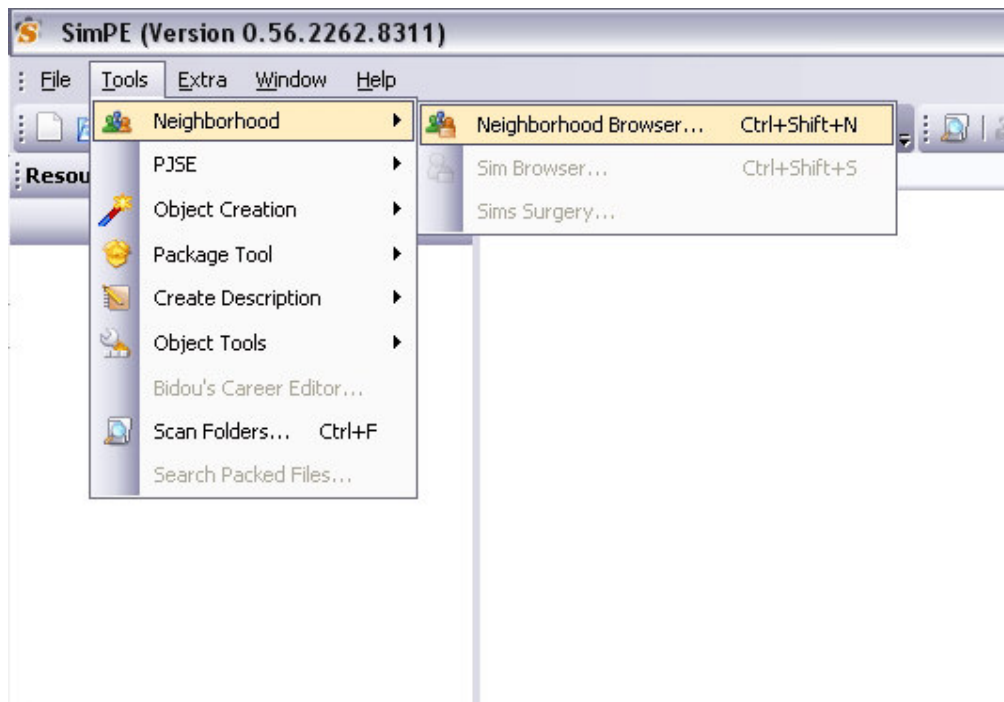 SimPE (Version 0.56.2262.8311)
File Tools Extra Window Help
Neighborhood
Neighborhood Browser... Ctrl+Shift+N
Resou
PJSE
Sim Browser... Ctrl+Shift+S
Object Creation
Sims Surgery...
Package Tool
Create Description
Object Tools
Bidou's Career Editor...
Scan Folders... Ctrl+F
Search Packed Files...